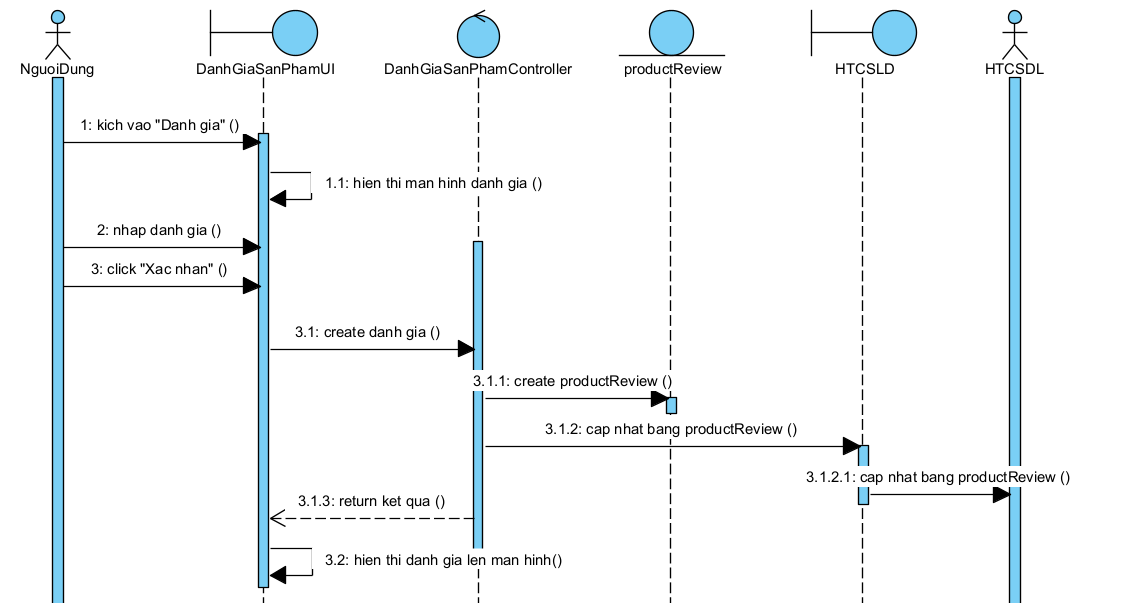 NguoiDung
DanhGiaSanPhamUI
DanhGiaSanPhamController
productReview
HTCSLD
HTCSDL
1: kich vao "Danh gia" ()
1.1: hien thi man hinh danh gia ()
2: nhap danh gia ()
3: click "Xac nhan" ()
3.1: create danh gia ()
3.1.1: create productReview ()
3.1.2: cap nhat bang productReview ()
3.1.2.1: cap nhat bang productReview ()
3.1.3: return ket qua ()
3.2: hien thi danh gia len man hinh()